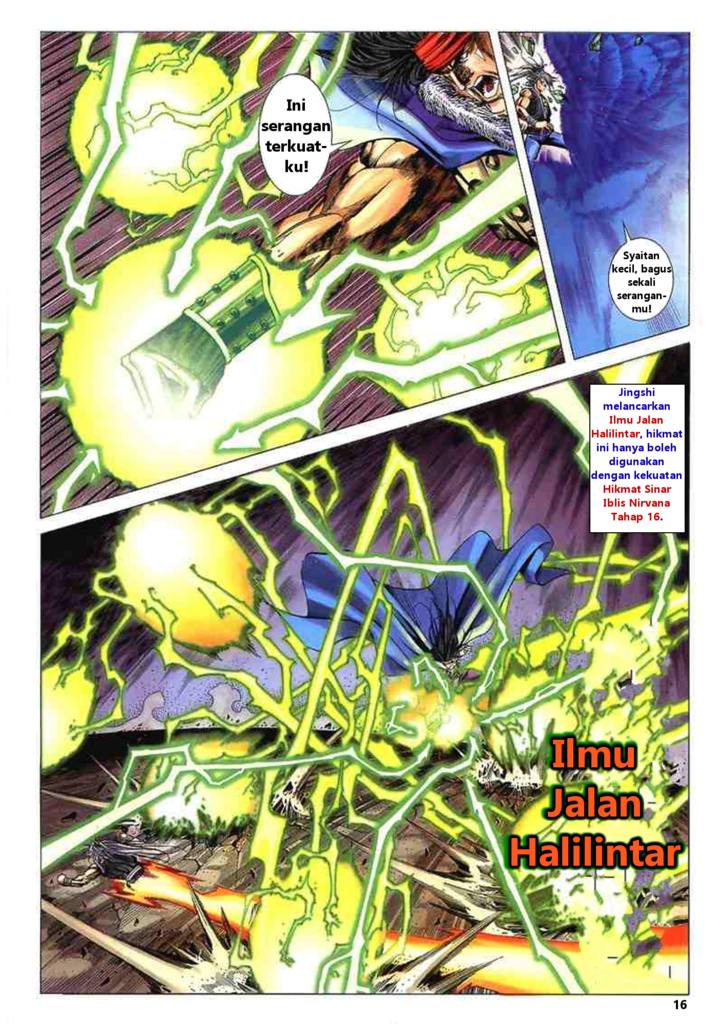 Ini
serangan
terkuat-
ku!
Syaitan
kecil, bagus
sekali
serangan-
mu!
Jingshi
melancarkan
Ilmu Jalan
Halilintar, hikmat
ini hanya boleh
digunakan
dengan kekuatan
Hikmat Sinar
Iblis Nirvana
Tahap 16.
Ilmu
Jalan
Halilintar
16